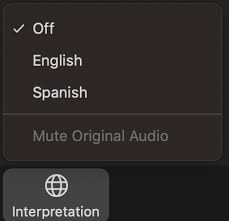 Off
English
Spanish
Mute Original Audio
Interpretation